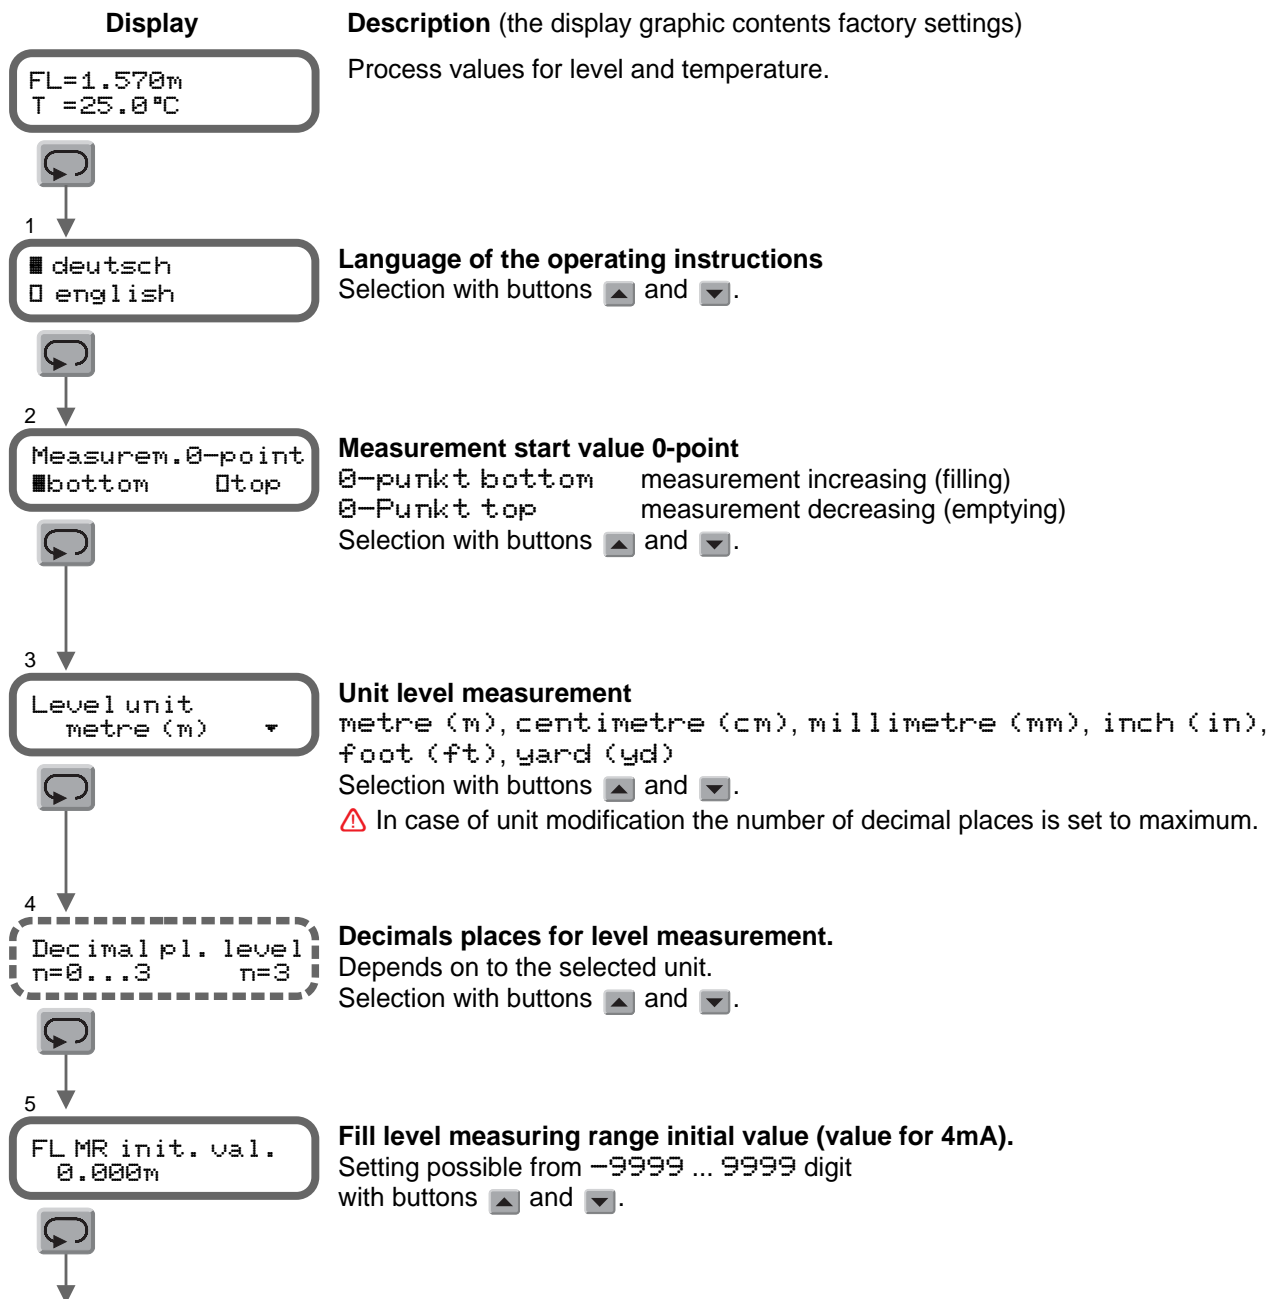 Display
Description (the display graphic contents factory settings)
FL=1.570m
T =25.0°C
Process values for level and temperature.
1
deutsch
english
Language of the operating instructions
Selection with buttons and .
2
Measurem.0-point
bottom top
Measurement start value 0-point
0-punkt bottom measurement increasing (filling)
0-Punkt top measurement decreasing (emptying)
Selection with buttons and .
3
Level unit
metre (m)
Unit level measurement
metre (m), centimetre (cm), millimetre (mm), inch (in),
foot (ft), yard (yd)
Selection with buttons and .
In case of unit modification the number of decimal places is set to maximum.
4
Decimal pl. level
n=0...3 n=3
Decimals places for level measurement.
Depends on to the selected unit.
Selection with buttons and .
5
FL MR init. val.
0.000m
Fill level measuring range initial value (value for 4mA).
Setting possible from -9999 ... 9999 digit
with buttons and .